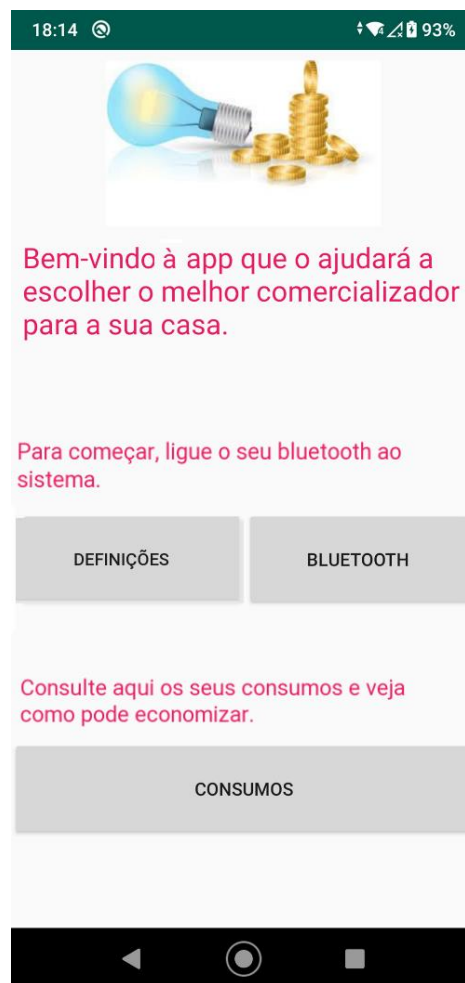 18:14 93%
Bem-vindo à app que o ajudará a
escolher o melhor comercializador
para a sua casa.
Para começar, ligue o seu bluetooth ao
sistema.
DEFINIÇÕES BLUETOOTH
Consulte aqui os seus consumos e veja
como pode economizar.
CONSUMOS